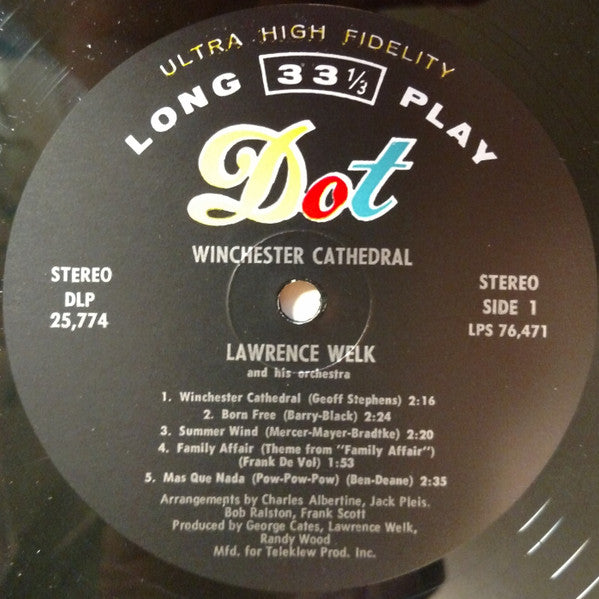 ULTRA HIGH FIDELITY
LONG 33 1/3 PLAY
Dot
WINCHESTER CATHEDRAL
STEREO
DLP
25,774
STEREO
SIDE 1
LPS 76,471
LAWRENCE WELK
and his orchestra
1. Winchester Cathedral (Geoff Stephens) 2:16
2. Born Free (Barry-Black) 2:24
3. Summer Wind (Mercer-Mayer-Bradtke) 2:20
4. Family Affair (Theme from "Family Affair")
(Frank De Vol) 1:53
5. Mas Que Nada (Pow-Pow-Pow) (Ben-Deane) 2:35
Arrangements by Charles Albertine, Jack Pleis.
Bob Ralston, Frank Scott
Produced by George Cates, Lawrence Welk,
Randy Wood
Mfd. for Teleklew Prod. Inc.